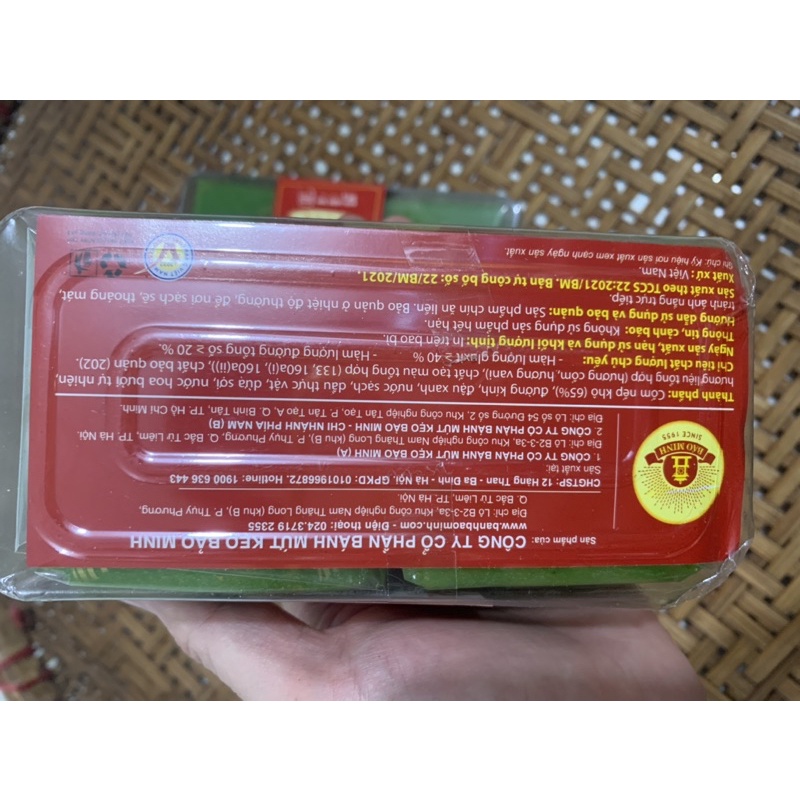 Sản phẩm của: CÔNG TY CỔ PHẦN BÁNH MỨT KẸO BẢO MINH
www.banhbaominh.com - Điện thoại: 024.3719 2355
Địa chỉ: Lô B2-3-3a, Khu công nghiệp Nam Thăng Long (khu B), P. Thụy Phương,
Q. Bắc Từ Liêm, TP Hà Nội.
CHGTSP: 12 Hàng Than - Ba Đình - Hà Nội - GPKD: 0101966872. Hotline: 1900 636 443
Sản xuất tại:
1. CÔNG TY CỔ PHẦN BÁNH MỨT KẸO BẢO MINH (A)
Địa chỉ: Lô B2-3-3a, Khu công nghiệp Nam Thăng Long (khu B), P. Thụy Phương, Q. Bắc Từ Liêm, TP. Hà Nội.
2. CÔNG TY CỔ PHẦN BÁNH MỨT KẸO BẢO MINH - CHI NHÁNH PHÍA NAM (B)
Địa chỉ: Lô số 54 Đường số 2, Khu công nghiệp Tân Tạo, P. Tân Tạo A, Q. Bình Tân, TP Hồ Chí Minh.
BẢO MINH
SINCE 1955
Thành phần: Cốm nếp khô (65%), đường kính, đậu xanh, nước sạch, dầu thực vật, dừa sợi, nước hoa bưởi tự nhiên,
hương liệu tổng hợp (hương cốm, hương vani), chất tạo màu tổng hợp (133, 160a(i), 160a(ii)), chất bảo quản (202).
Chỉ tiêu chất lượng chủ yếu: - Hàm lượng gluxit ≥ 40 % - Hàm lượng đường tổng số ≥ 20 %.
Ngày sản xuất, hạn sử dụng và khối lượng tịnh: In trên bao bì.
Thông tin, cảnh báo: Không sử dụng sản phẩm hết hạn.
Hướng dẫn sử dụng và bảo quản: Sản phẩm chín ăn liền. Bảo quản ở nhiệt độ thường, để nơi sạch sẽ, thoáng mát,
tránh ánh nắng trực tiếp.
Sản xuất theo TCCS 22:2021/BM. Bản tự công bố số: 22/BM/2021.
Xuất xứ: Việt Nam.
Ghi chú: Ký hiệu nơi sản xuất xem cạnh ngày sản xuất.